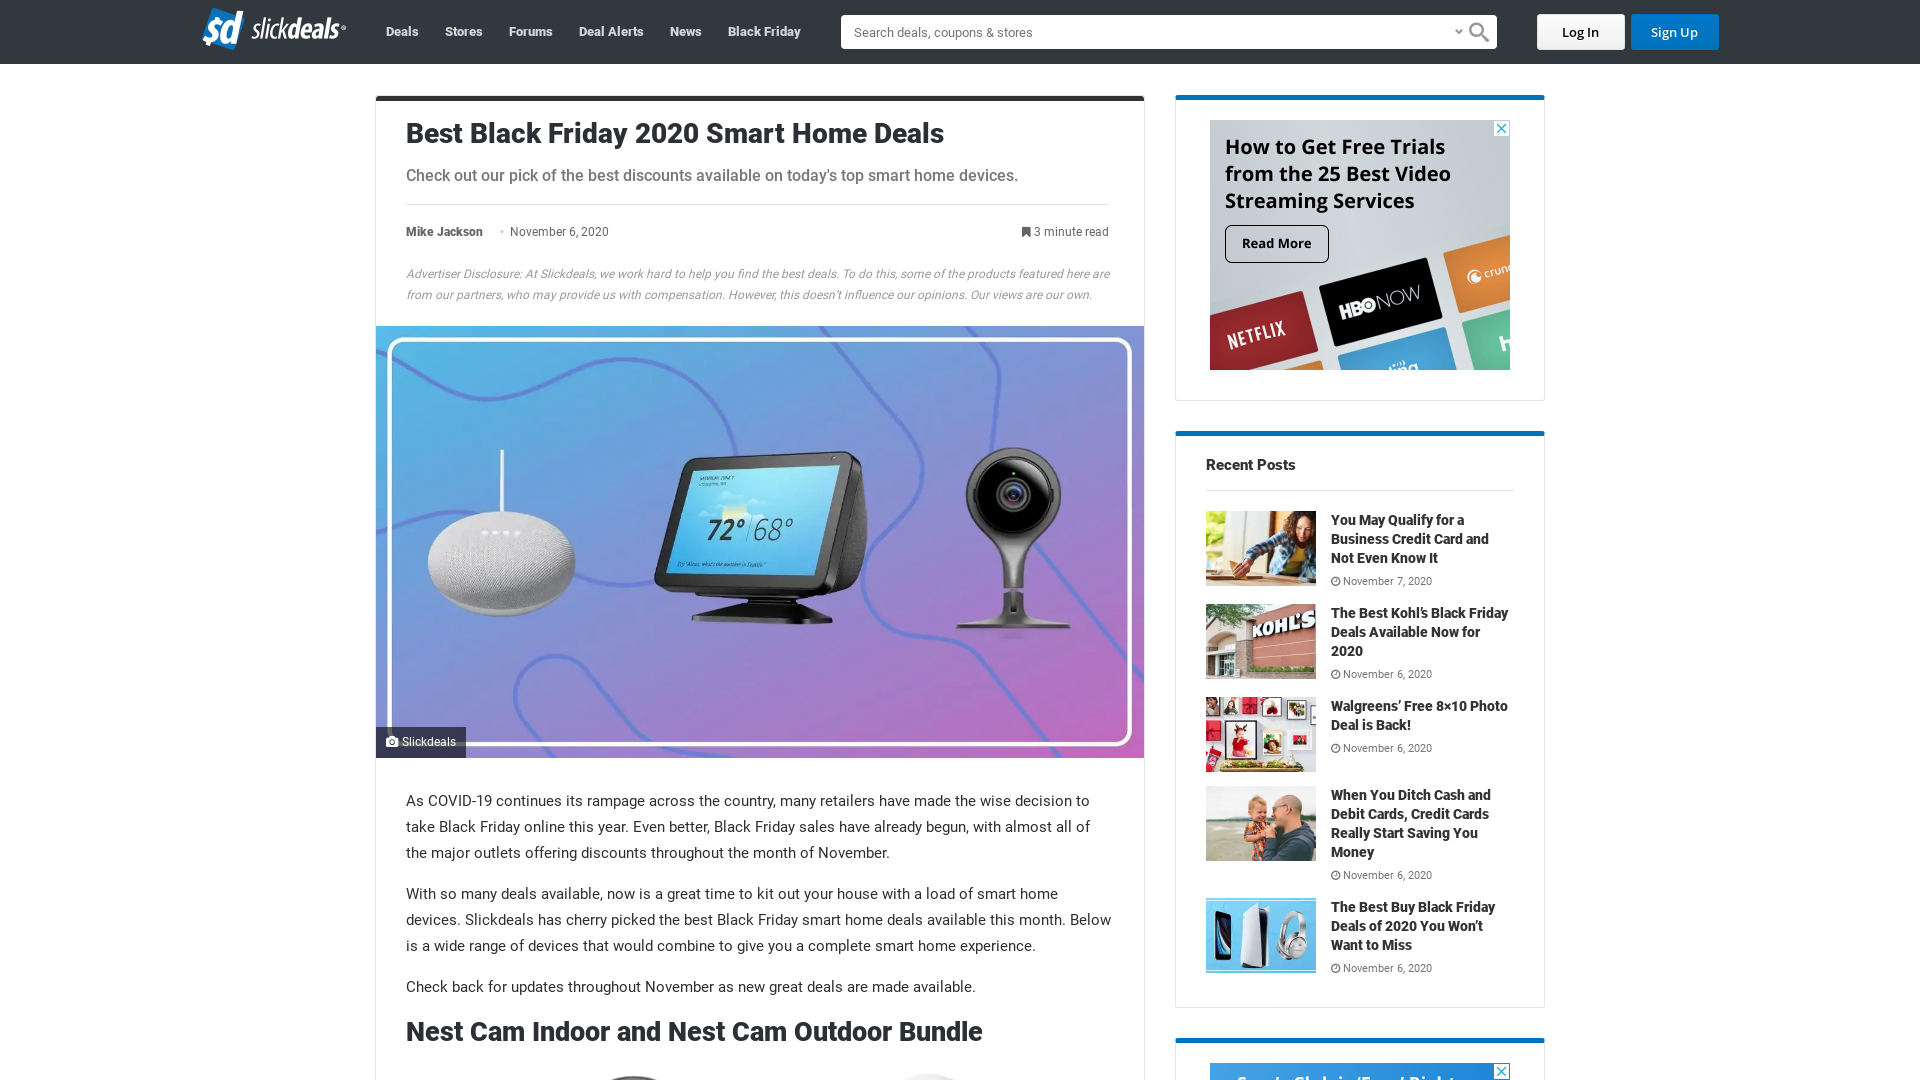 sd slickdeals
Deals
Stores
Forums
Deal Alerts
News
Black Friday
Search deals, coupons & stores
Log In
Sign Up
Best Black Friday 2020 Smart Home Deals
Check out our pick of the best discounts available on today's top smart home devices.
Mike Jackson • November 6, 2020
3 minute read
Advertiser Disclosure: At Slickdeals, we work hard to help you find the best deals. To do this, some of the products featured here are
from our partners, who may provide us with compensation. However, this doesn’t influence our opinions. Our views are our own.
72° 68°
Slickdeals
As COVID-19 continues its rampage across the country, many retailers have made the wise decision to
take Black Friday online this year. Even better, Black Friday sales have already begun, with almost all of
the major outlets offering discounts throughout the month of November.
With so many deals available, now is a great time to kit out your house with a load of smart home
devices. Slickdeals has cherry picked the best Black Friday smart home deals available this month. Below
is a wide range of devices that would combine to give you a complete smart home experience.
Check back for updates throughout November as new great deals are made available.
Nest Cam Indoor and Nest Cam Outdoor Bundle
How to Get Free Trials
from the 25 Best Video
Streaming Services
Read More
NETFLIX
HBO NOW
Recent Posts
You May Qualify for a
Business Credit Card and
Not Even Know It
November 7, 2020
KOHL'S
The Best Kohl’s Black Friday
Deals Available Now for
2020
November 6, 2020
Walgreens’ Free 8×10 Photo
Deal is Back!
November 6, 2020
When You Ditch Cash and
Debit Cards, Credit Cards
Really Start Saving You
Money
November 6, 2020
The Best Buy Black Friday
Deals of 2020 You Won’t
Want to Miss
November 6, 2020